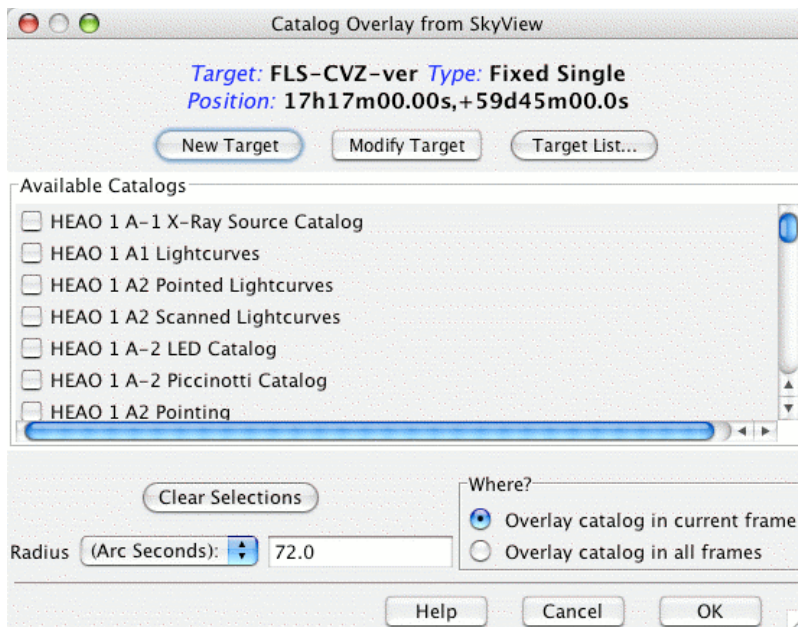 Catalog Overlay from SkyView
Target: FLS-CVZ-ver Type: Fixed Single
Position: 17h17m00.00s,+59d45m00.0s
New Target Modify Target Target List...
Available Catalogs
HEAO 1 A-1 X-Ray Source Catalog
HEAO 1 A1 Lightcurves
HEAO 1 A2 Pointed Lightcurves
HEAO 1 A2 Scanned Lightcurves
HEAO 1 A-2 LED Catalog
HEAO 1 A-2 Piccinotti Catalog
HEAO 1 A2 Pointing
Clear Selections
Radius (Arc Seconds): 72.0
Where?
Overlay catalog in current frame
Overlay catalog in all frames
Help Cancel OK